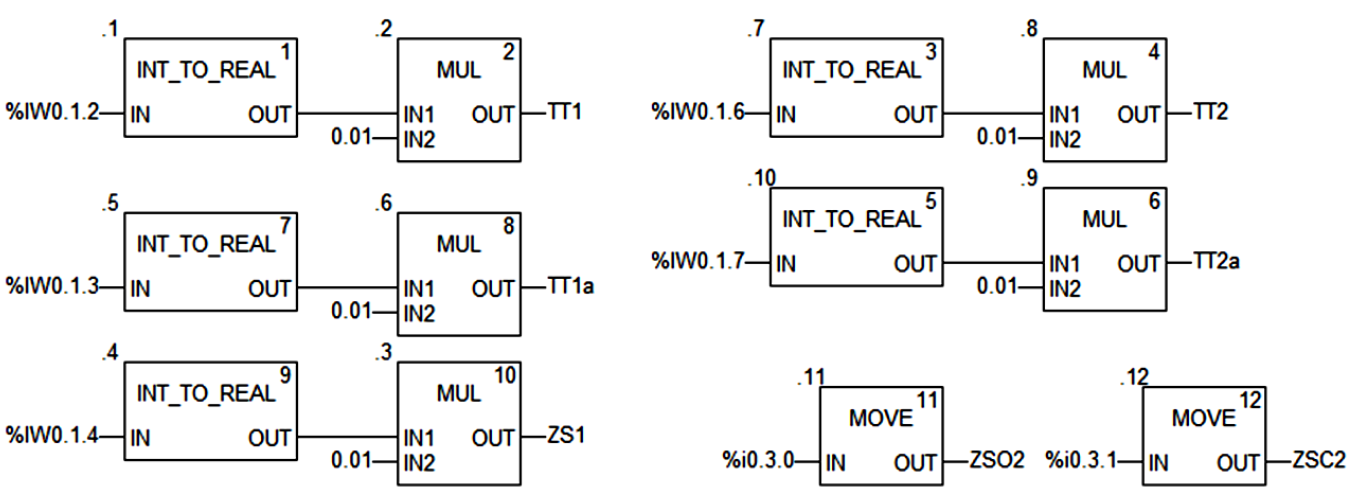 .1 .2 .7 .8
1 2 3 4
INT_TO_REAL MUL INT_TO_REAL MUL
%IW0.1.2 IN OUT IN1 OUT TT1 %IW0.1.6 IN OUT IN1 OUT TT2
0.01 IN2 0.01 IN2
.10 .9
.5 .6 5 6
7 8 INT_TO_REAL MUL
INT_TO_REAL MUL
%IW0.1.7 IN OUT IN1 OUT TT2a
%IW0.1.3 IN OUT IN1 OUT TT1a
0.01 IN2
0.01 IN2
.4 .3
9 10 .11 .12
INT_TO_REAL MUL 11 12
MOVE MOVE
%IW0.1.4 IN OUT IN1 OUT ZS1
0.01 IN2 %i0.3.0 IN OUT ZSO2 %i0.3.1 IN OUT ZSC2